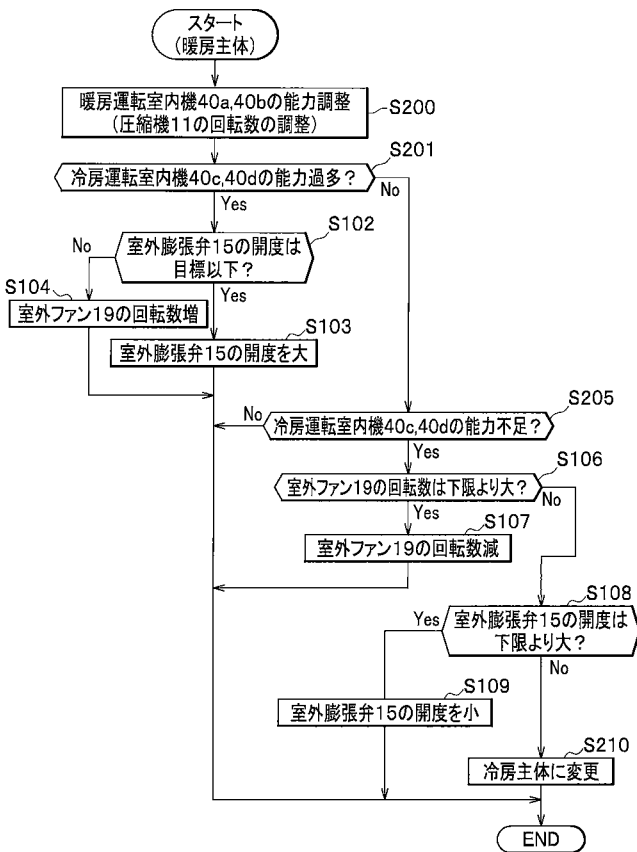 スタート
(暖房主体)
暖房運転室内機40a,40bの能力調整
(圧縮機11の回転数の調整)
S200
S201
冷房運転室内機40c,40dの能力過多?
No
Yes
S102
室外膨張弁15の開度は
目標以下?
No
Yes
S104
室外ファン19の回転数増
S103
室外膨張弁15の開度を大
S205
No
冷房運転室内機40c,40dの能力不足?
Yes
S106
室外ファン19の回転数は下限より大?
No
Yes
S107
室外ファン19の回転数減
S108
Yes
室外膨張弁15の開度は
下限より大?
No
S109
室外膨張弁15の開度を小
S210
冷房主体に変更
END